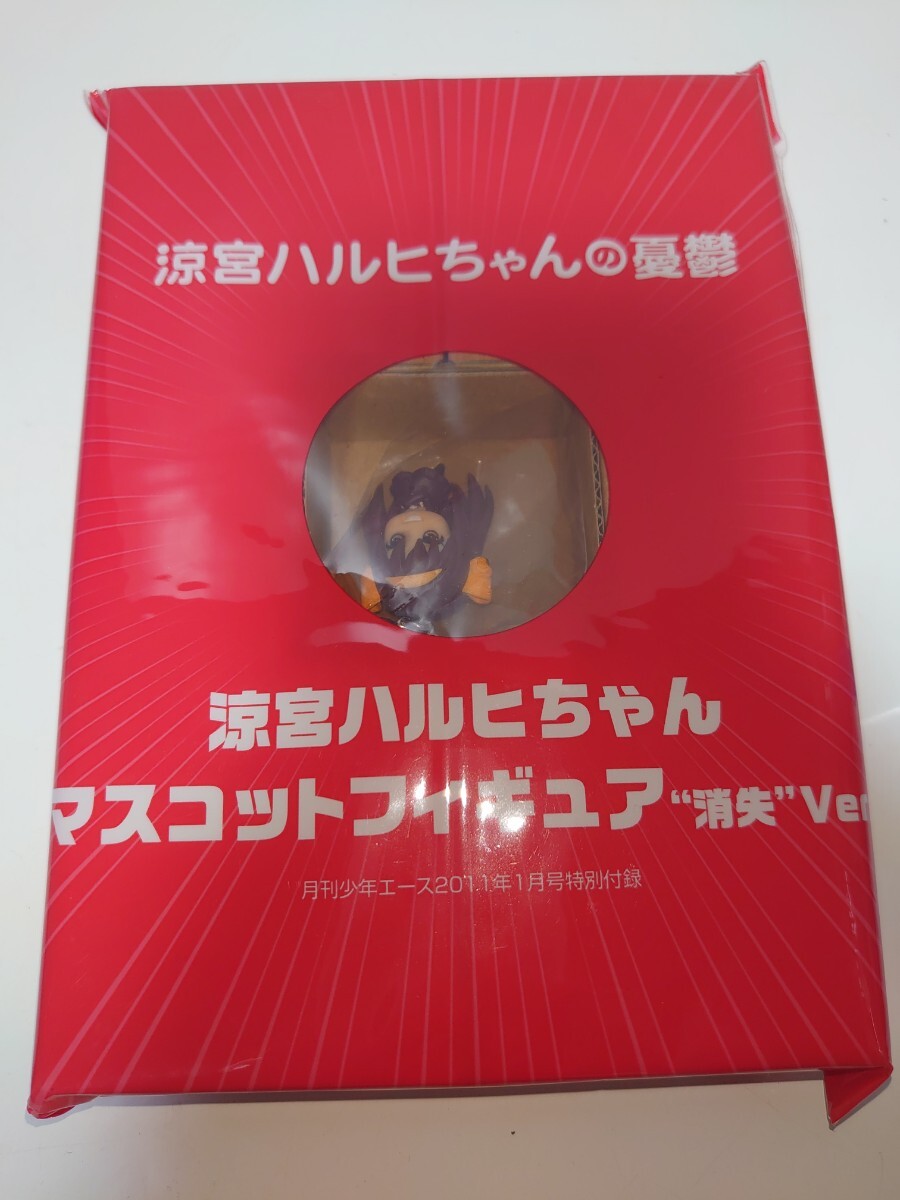 涼宮ハルヒちゃんの憂鬱
涼宮ハルヒちゃん
マスコットフィギュア“消失”Ver
月刊少年エース2011年1月号特別付録